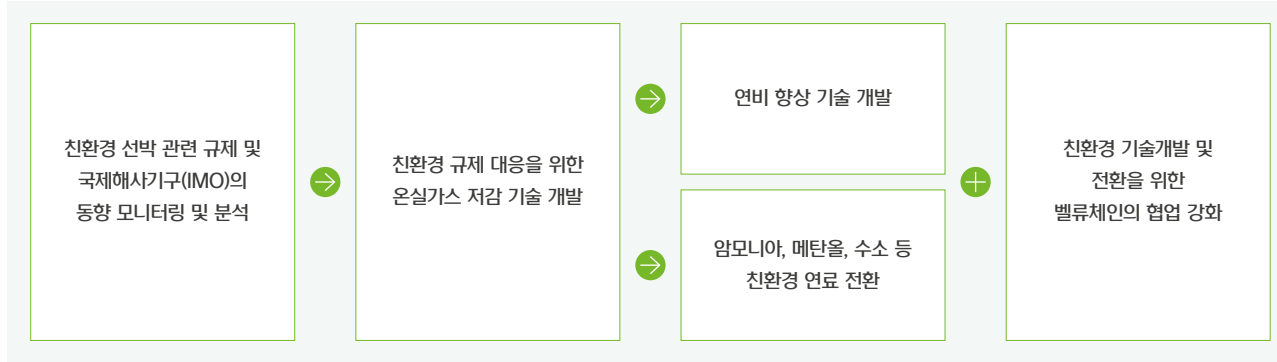 친환경 선박 관련 규제 및
국제해사기구(IMO)의
동향 모니터링 및 분석
친환경 규제 대응을 위한
온실가스 저감 기술 개발
연비 향상 기술 개발
암모니아, 메탄올, 수소 등
친환경 연료 전환
친환경 기술개발 및
전환을 위한
벨류체인의 협업 강화